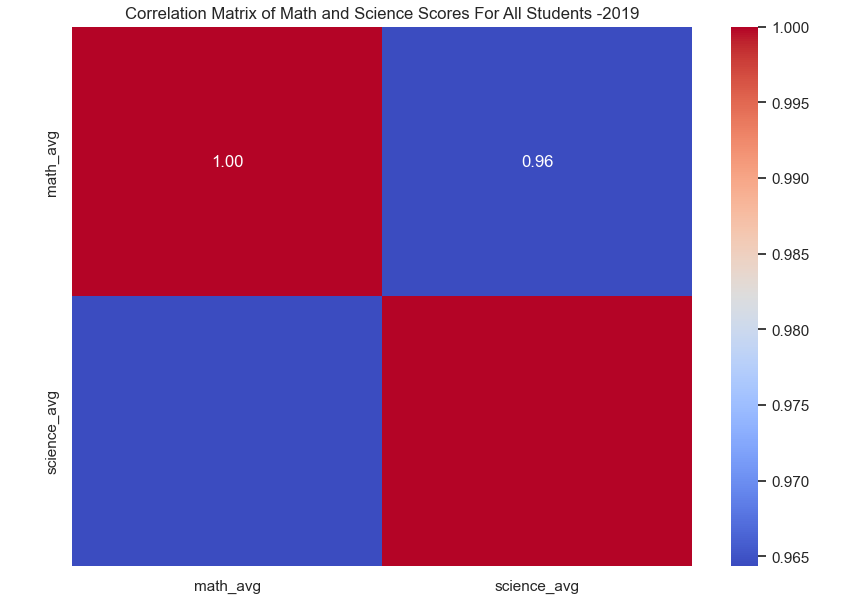 Correlation Matrix of Math and Science Scores For All Students -2019
math_avg
1.00
0.96
science_avg
math_avg
science_avg
1.000
0.995
0.990
0.985
0.980
0.975
0.970
0.965